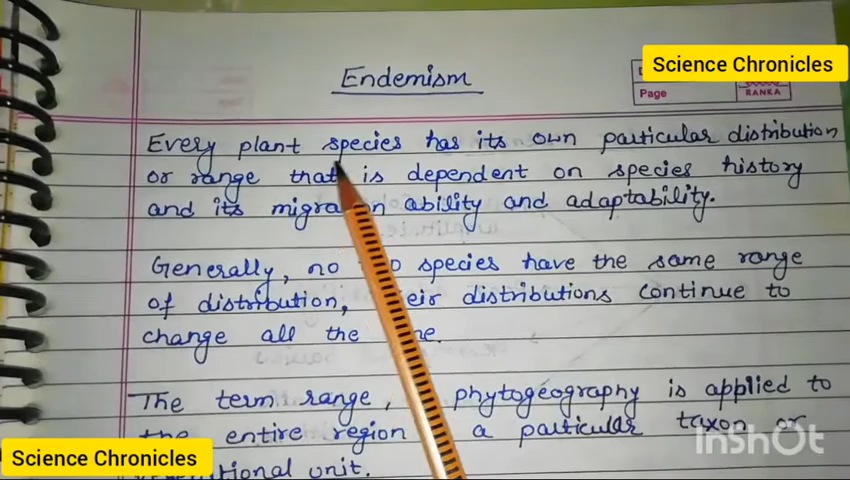 Science Chronicles
Page
RANKA
Endemism
Every plant species has its own particular distribution
or range that is dependent on species history
and its migra n ability and adaptability.
Generally, no o species have the same range
of distribution, eir distributions continue to
change all the e.
The term range, phytogeography is applied to
the entire region a particular taxon or
tional unit.
InShOt
Science Chronicles